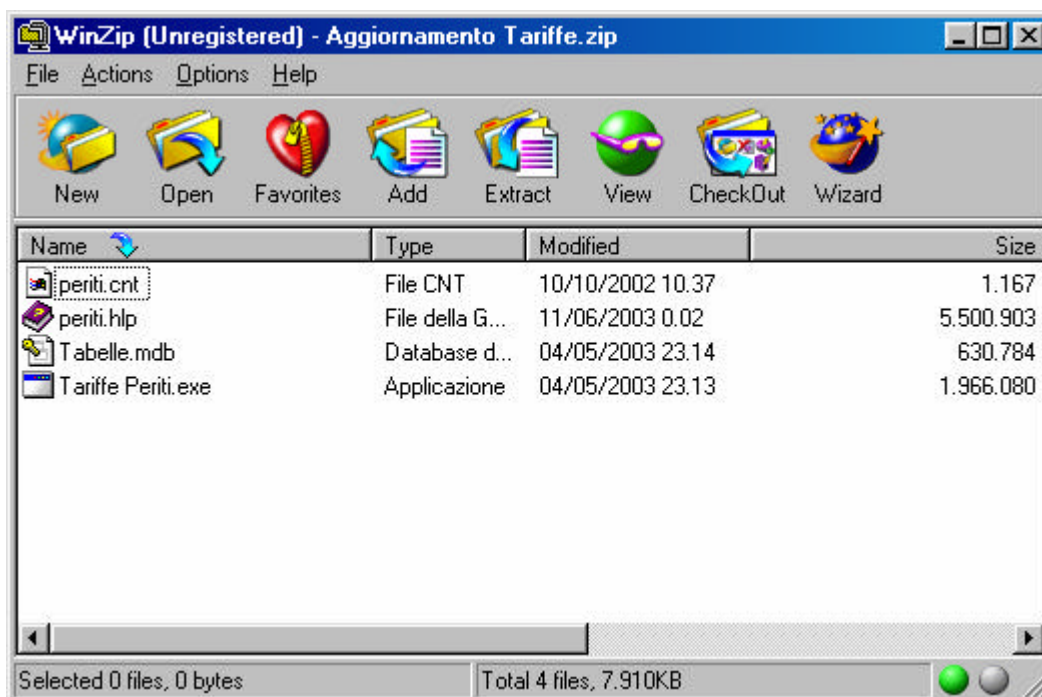 WinZip (Unregistered) - Aggiornamento Tariffe.zip
File Actions Options Help
New Open Favorites Add Extract View CheckOut Wizard
Name Type Modified Size
periti.cnt File CNT 10/10/2002 10.37 1.167
periti.hlp File della G... 11/06/2003 0.02 5.500.903
Tabelle.mdb Database d... 04/05/2003 23.14 630.784
Tariffe Periti.exe Applicazione 04/05/2003 23.13 1.966.080
Selected 0 files, 0 bytes Total 4 files, 7.910KB